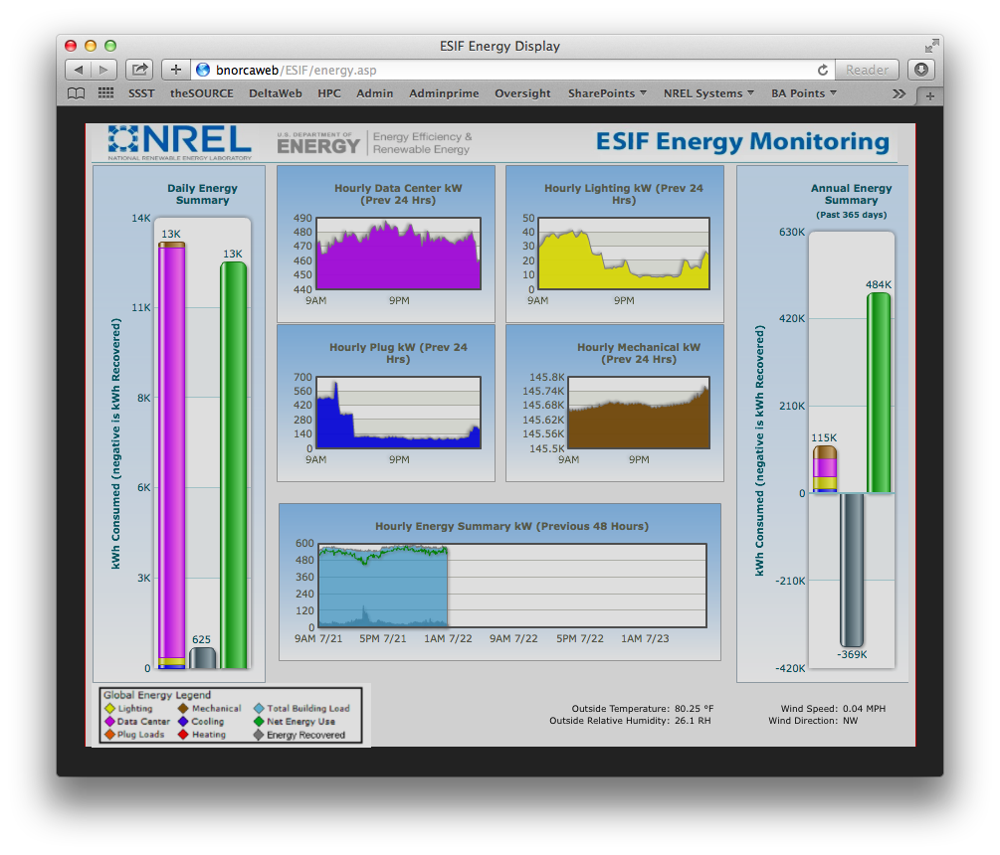 ESIF Energy Display
bnorcaweb/ESIF/energy.asp
Reader
SSST theSOURCE DeltaWeb HPC Admin Adminprime Oversight SharePoints NREL Systems BA Points
NREL
NATIONAL RENEWABLE ENERGY LABORATORY
U.S. DEPARTMENT OF
ENERGY
Energy Efficiency &
Renewable Energy
ESIF Energy Monitoring
Daily Energy
Summary
kWh Consumed (negative is kWh Recovered)
14K
11K
8K
6K
3K
0
13K
625
13K
Hourly Data Center kW
(Prev 24 Hrs)
490
480
470
460
450
440
9AM 9PM
Hourly Lighting kW (Prev 24
Hrs)
50
40
30
20
10
0
9AM 9PM
Hourly Plug kW (Prev 24
Hrs)
700
560
420
280
140
0
9AM 9PM
Hourly Mechanical kW
(Prev 24 Hrs)
145.8K
145.74K
145.68K
145.62K
145.56K
145.5K
9AM 9PM
Hourly Energy Summary kW (Previous 48 Hours)
600
480
360
240
120
0
9AM 7/21 5PM 7/21 1AM 7/22 9AM 7/22 5PM 7/22 1AM 7/23
Annual Energy
Summary
(Past 365 days)
kWh Consumed (negative is kWh Recovered)
630K
420K
210K
0
-210K
-420K
115K
-369K
484K
Global Energy Legend
Lighting Mechanical Total Building Load
Data Center Cooling Net Energy Use
Plug Loads Heating Energy Recovered
Outside Temperature: 80.25 °F Wind Speed: 0.04 MPH
Outside Relative Humidity: 26.1 RH Wind Direction: NW